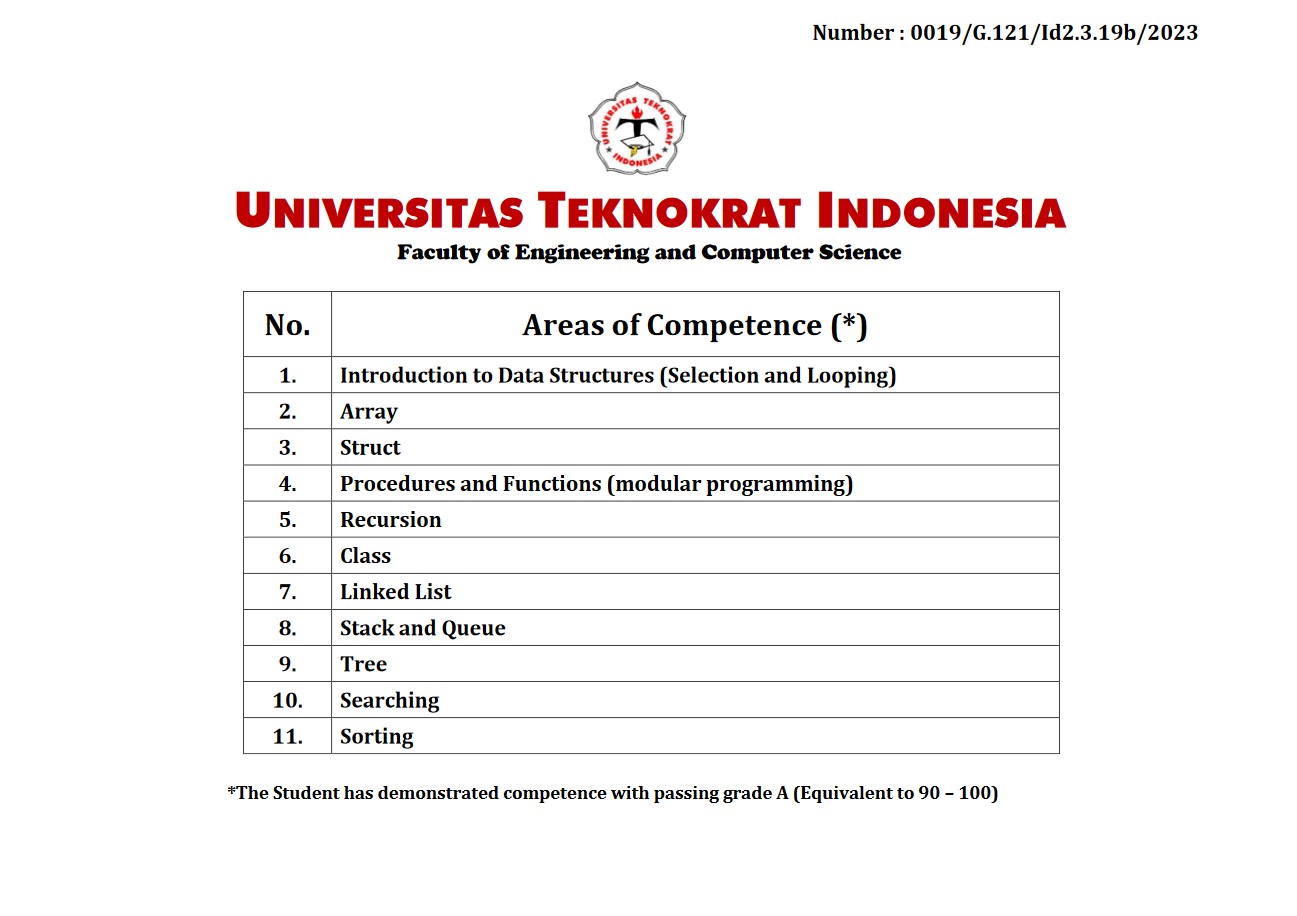 Number : 0019/G.121/Id2.3.19b/2023
UNIVERSITAS TEKNOKRAT
INDONESIA
UNIVERSITAS TEKNOKRAT INDONESIA
Faculty of Engineering and Computer Science
No. Areas of Competence (*)
1. Introduction to Data Structures (Selection and Looping)
2. Array
3. Struct
4. Procedures and Functions (modular programming)
5. Recursion
6. Class
7. Linked List
8. Stack and Queue
9. Tree
10. Searching
11. Sorting
*The Student has demonstrated competence with passing grade A (Equivalent to 90 – 100)